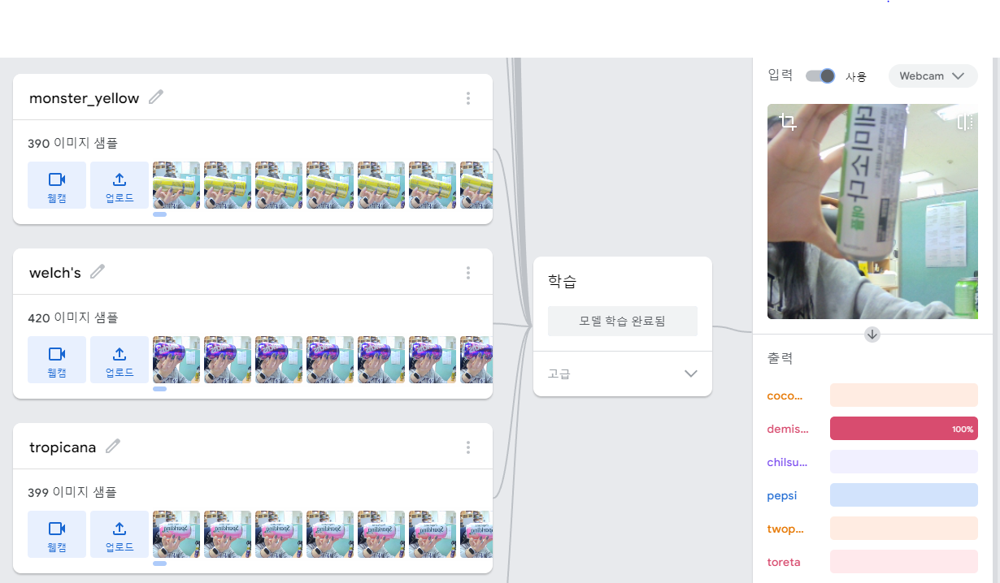 monster_yellow
390 이미지 샘플
웹캠
업로드
welch's
420 이미지 샘플
웹캠
업로드
tropicana
399 이미지 샘플
웹캠
업로드
학습
모델 학습 완료됨
고급
입력
사용
Webcam
데미소다 애플
출력
coco...
demis...
100%
chilsu...
pepsi
twop...
toreta